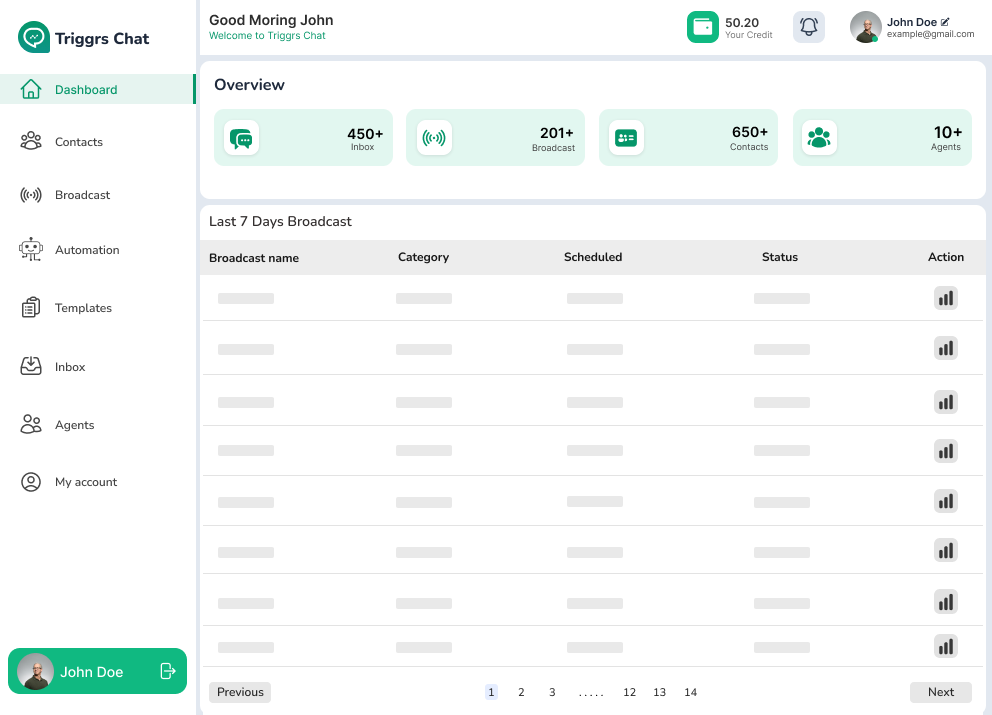 Triggrs Chat
Dashboard
Contacts
Broadcast
Automation
Templates
Inbox
Agents
My account
John Doe
Good Moring John
Welcome to Triggrs Chat
50.20
Your Credit
John Doe
example@gmail.com
Overview
450+
Inbox
201+
Broadcast
650+
Contacts
10+
Agents
Last 7 Days Broadcast
Broadcast name Category Scheduled Status Action
Previous 1 2 3 ..... 12 13 14 Next